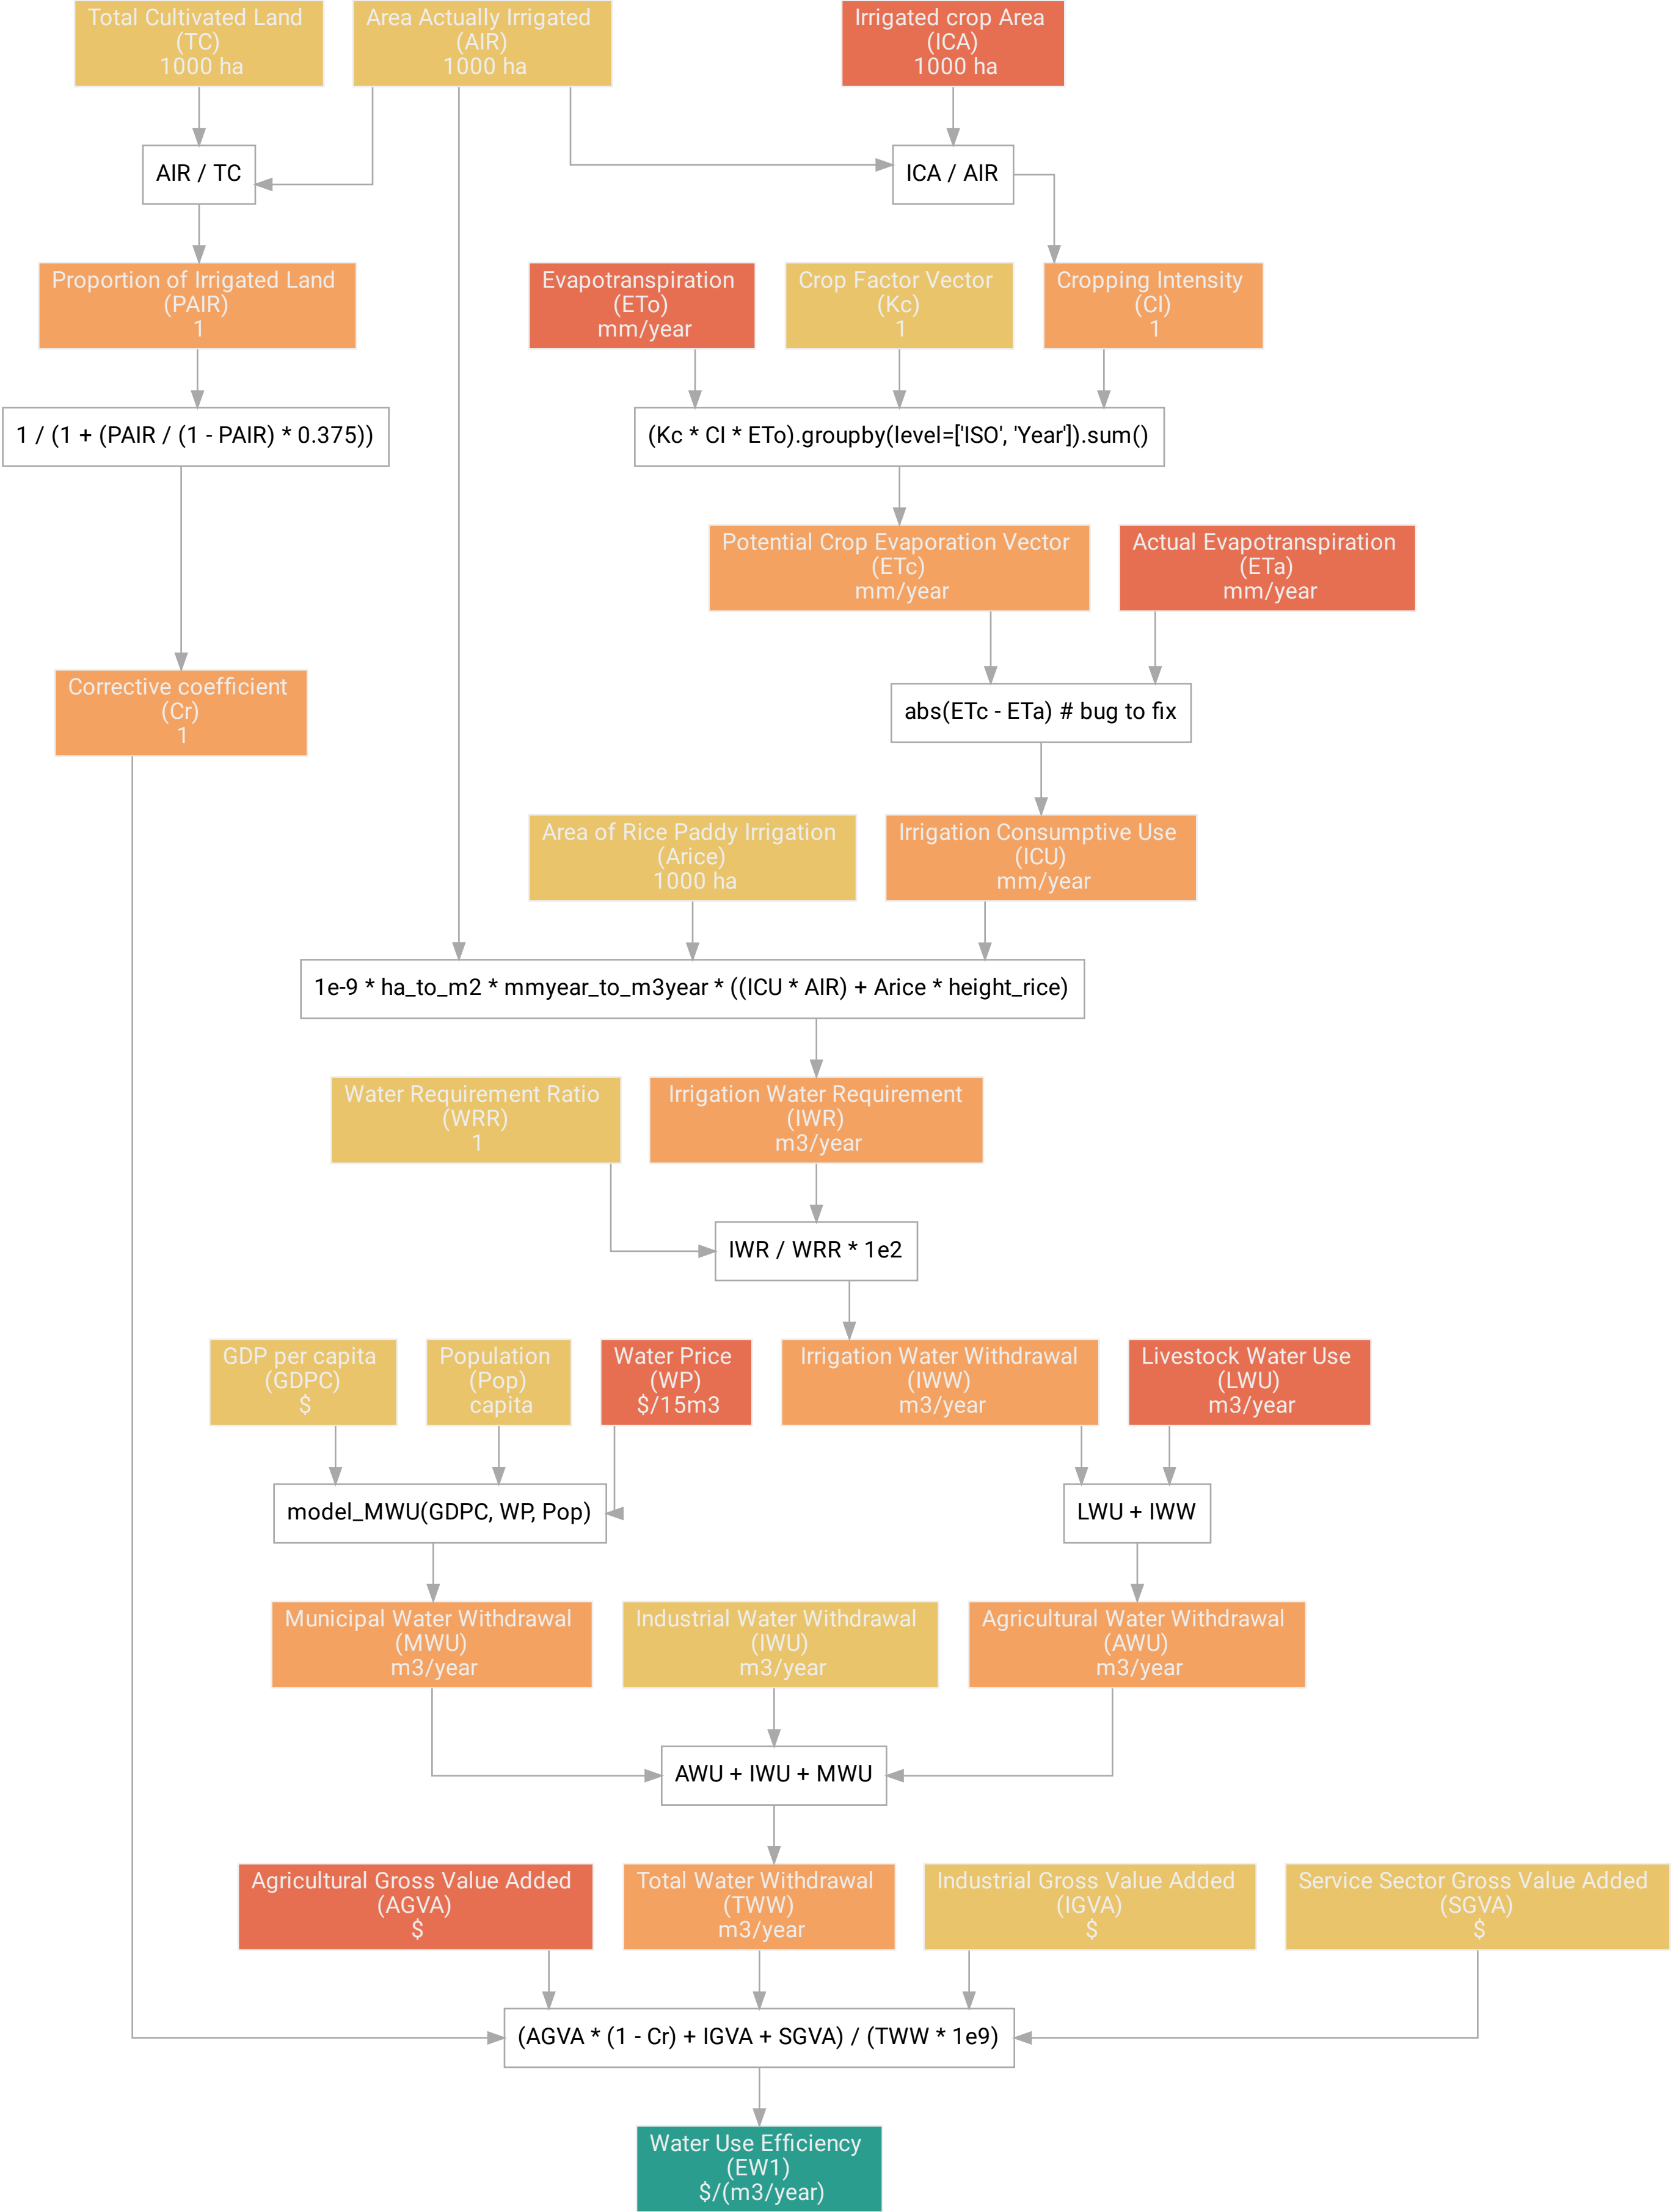 Total Cultivated Land
(TC)
1000 ha
Area Actually Irrigated
(AIR)
1000 ha
Irrigated crop Area
(ICA)
1000 ha
AIR / TC
ICA / AIR
Proportion of Irrigated Land
(PAIR)
1
Evapotranspiration
(ETo)
mm/year
Crop Factor Vector
(Kc)
1
Cropping Intensity
(CI)
1
1 / (1 + (PAIR / (1 - PAIR) * 0.375))
(Kc * CI * ETo).groupby(level=['ISO', 'Year']).sum()
Potential Crop Evaporation Vector
(ETc)
mm/year
Actual Evapotranspiration
(ETa)
mm/year
Corrective coefficient
(Cr)
1
abs(ETc - ETa) # bug to fix
Area of Rice Paddy Irrigation
(Arice)
1000 ha
Irrigation Consumptive Use
(ICU)
mm/year
1e-9 * ha_to_m2 * mmyear_to_m3year * ((ICU * AIR) + Arice * height_rice)
Water Requirement Ratio
(WRR)
1
Irrigation Water Requirement
(IWR)
m3/year
IWR / WRR * 1e2
GDP per capita
(GDPC)
$
Population
(Pop)
capita
Water Price
(WP)
$/15m3
Irrigation Water Withdrawal
(IWW)
m3/year
Livestock Water Use
(LWU)
m3/year
model_MWU(GDPC, WP, Pop)
LWU + IWW
Municipal Water Withdrawal
(MWU)
m3/year
Industrial Water Withdrawal
(IWU)
m3/year
Agricultural Water Withdrawal
(AWU)
m3/year
AWU + IWU + MWU
Agricultural Gross Value Added
(AGVA)
$
Total Water Withdrawal
(TWW)
m3/year
Industrial Gross Value Added
(IGVA)
$
Service Sector Gross Value Added
(SGVA)
$
(AGVA * (1 - Cr) + IGVA + SGVA) / (TWW * 1e9)
Water Use Efficiency
(EW1)
$/(m3/year)